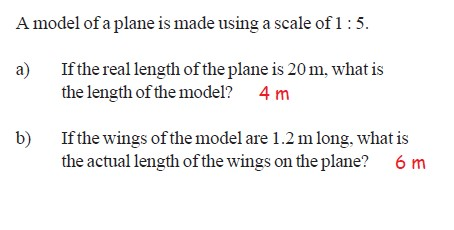 A model of a plane is made using a scale of 1 : 5.
a) If the real length of the plane is 20 m, what is
the length of the model? 4 m
b) If the wings of the model are 1.2 m long, what is
the actual length of the wings on the plane? 6 m